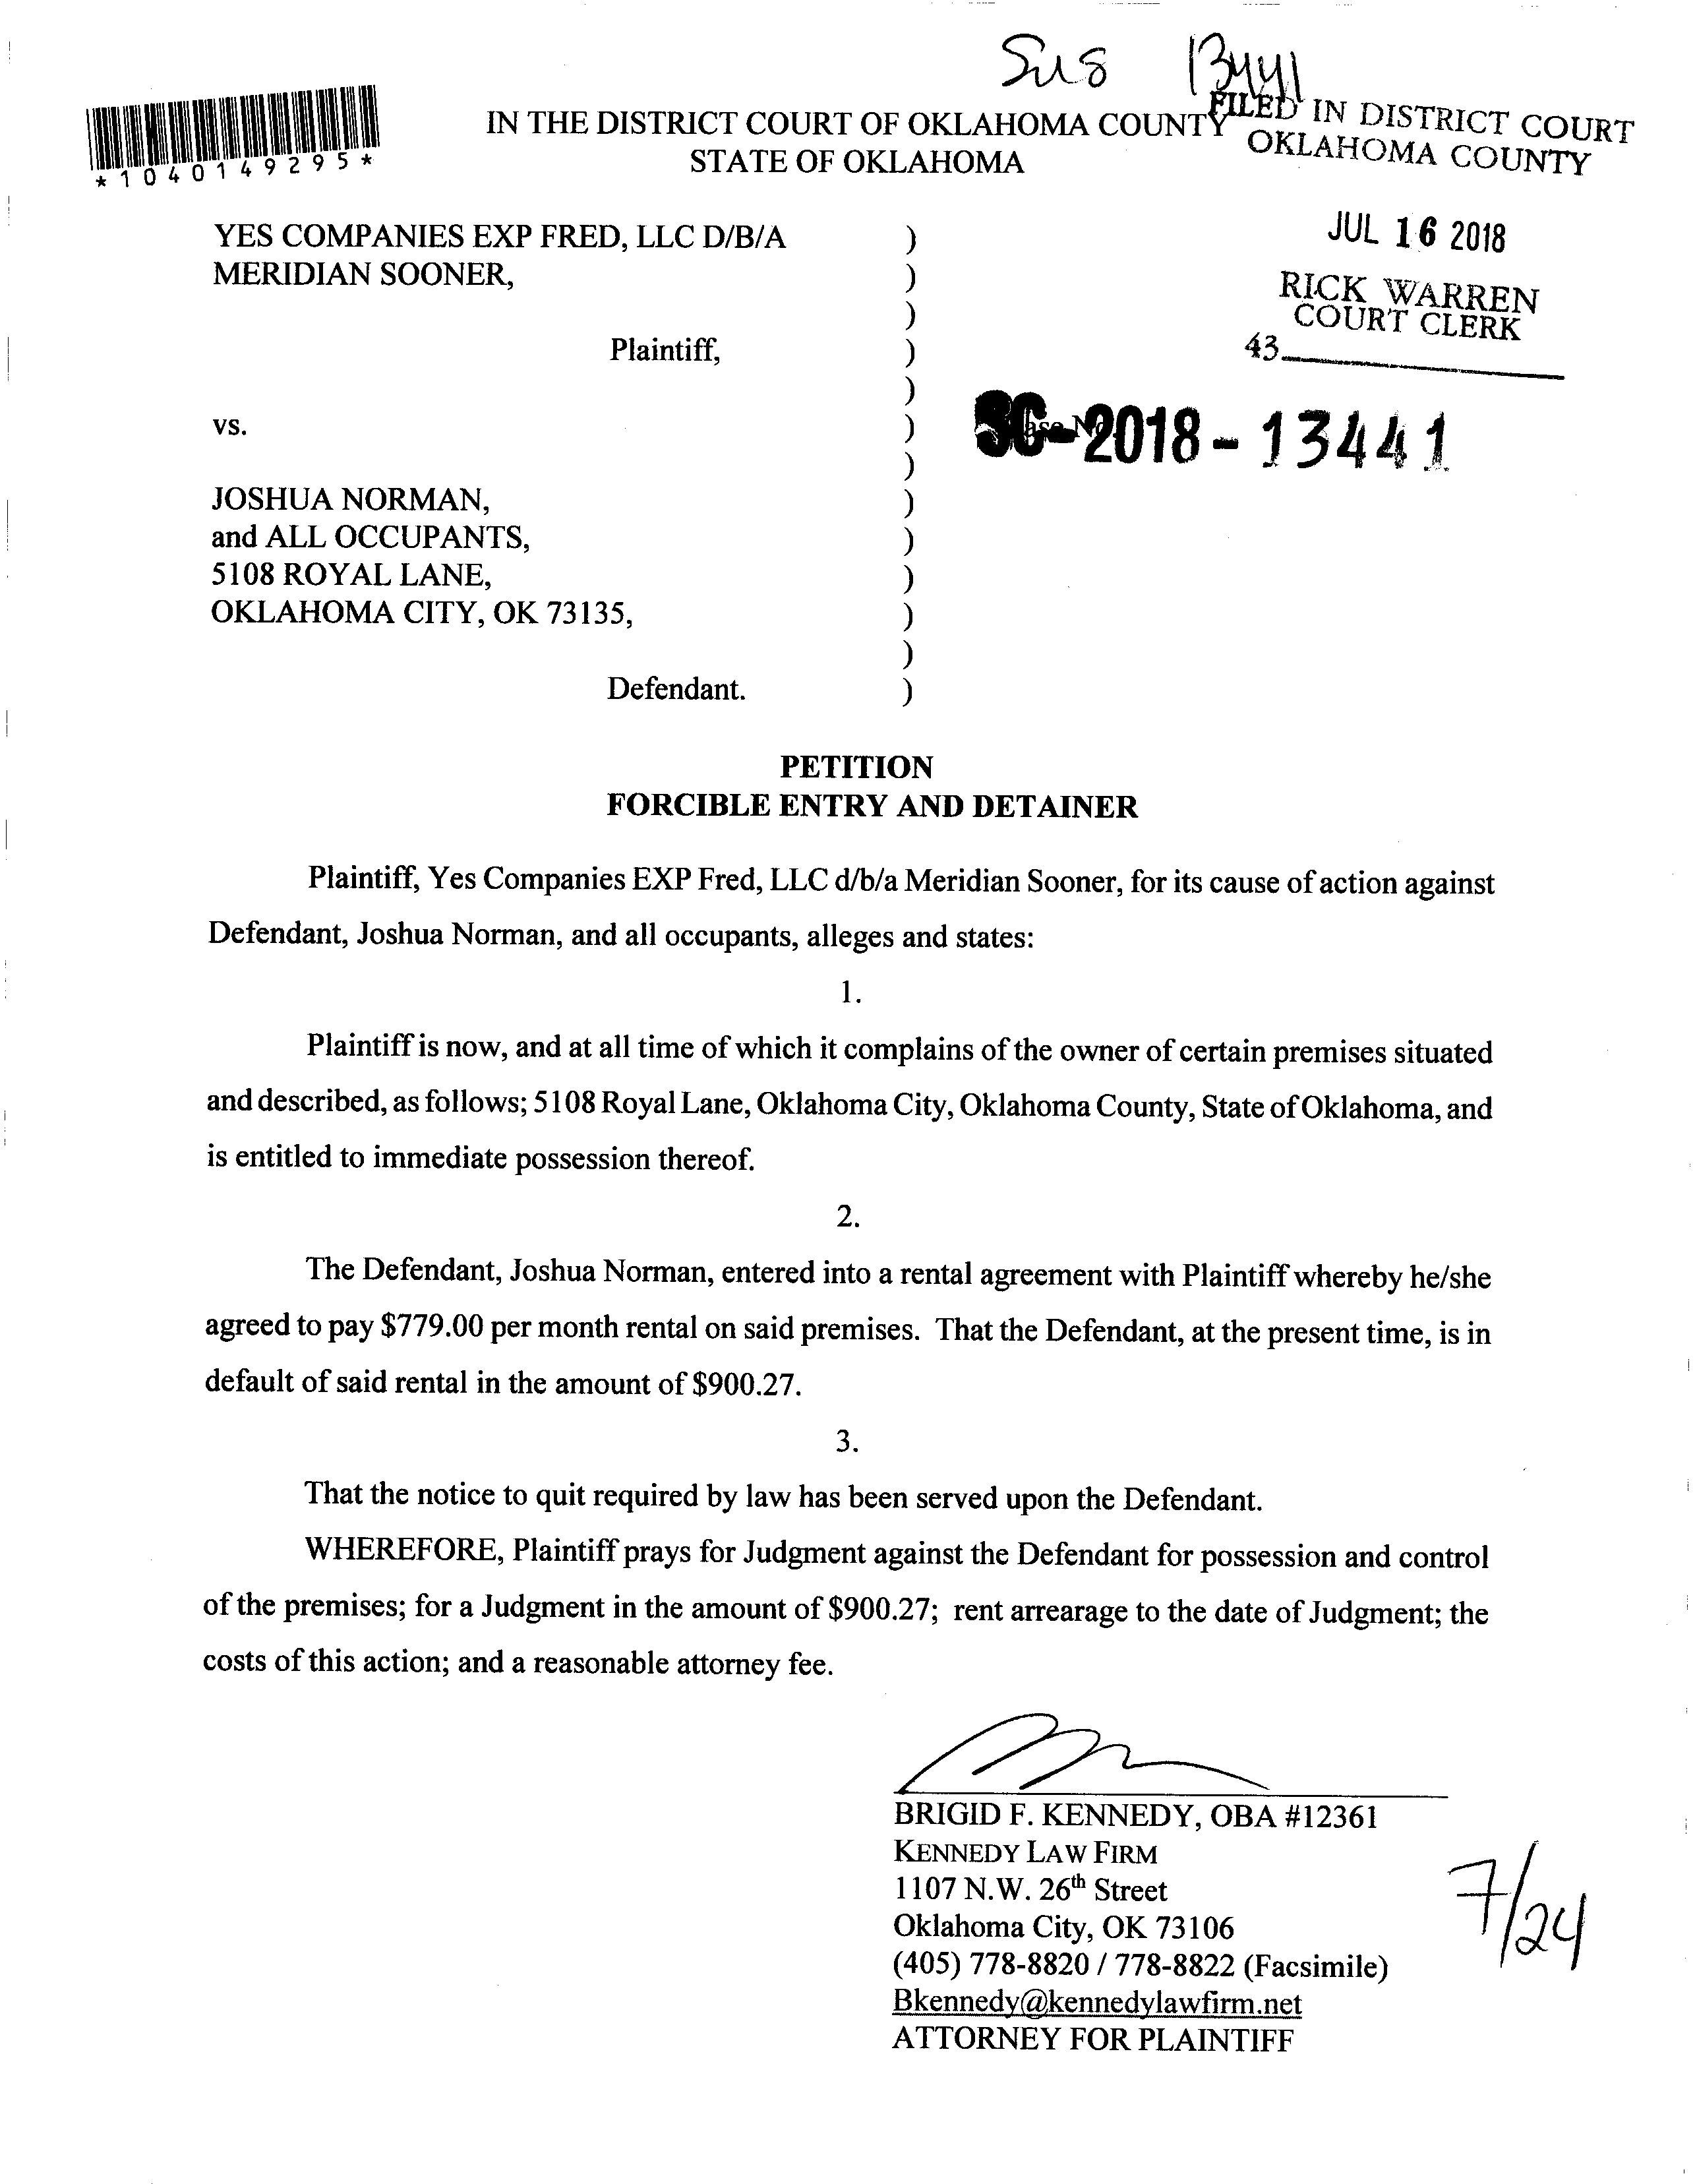 13441
*1040149295*
IN THE DISTRICT COURT OF OKLAHOMA COUNTY
STATE OF OKLAHOMA
FILED IN DISTRICT COURT
OKLAHOMA COUNTY
JUL 16 2018
RICK WARREN
COURT CLERK
43
YES COMPANIES EXP FRED, LLC D/B/A )
MERIDIAN SOONER, )
)
Plaintiff, )
)
vs. )
SC-2018-13441
)
JOSHUA NORMAN, )
and ALL OCCUPANTS, )
5108 ROYAL LANE, )
OKLAHOMA CITY, OK 73135, )
)
Defendant. )
PETITION
FORCIBLE ENTRY AND DETAINER
Plaintiff, Yes Companies EXP Fred, LLC d/b/a Meridian Sooner, for its cause of action against
Defendant, Joshua Norman, and all occupants, alleges and states:
1.
Plaintiff is now, and at all time of which it complains of the owner of certain premises situated
and described, as follows; 5108 Royal Lane, Oklahoma City, Oklahoma County, State of Oklahoma, and
is entitled to immediate possession thereof.
2.
The Defendant, Joshua Norman, entered into a rental agreement with Plaintiff whereby he/she
agreed to pay $779.00 per month rental on said premises. That the Defendant, at the present time, is in
default of said rental in the amount of $900.27.
3.
That the notice to quit required by law has been served upon the Defendant.
WHEREFORE, Plaintiff prays for Judgment against the Defendant for possession and control
of the premises; for a Judgment in the amount of $900.27; rent arrearage to the date of Judgment; the
costs of this action; and a reasonable attorney fee.
BRIGID F. KENNEDY, OBA #12361
KENNEDY LAW FIRM
1107 N.W. 26th Street
Oklahoma City, OK 73106
(405) 778-8820 / 778-8822 (Facsimile)
Bkennedy@kennedylawfirm.net
ATTORNEY FOR PLAINTIFF
7/24